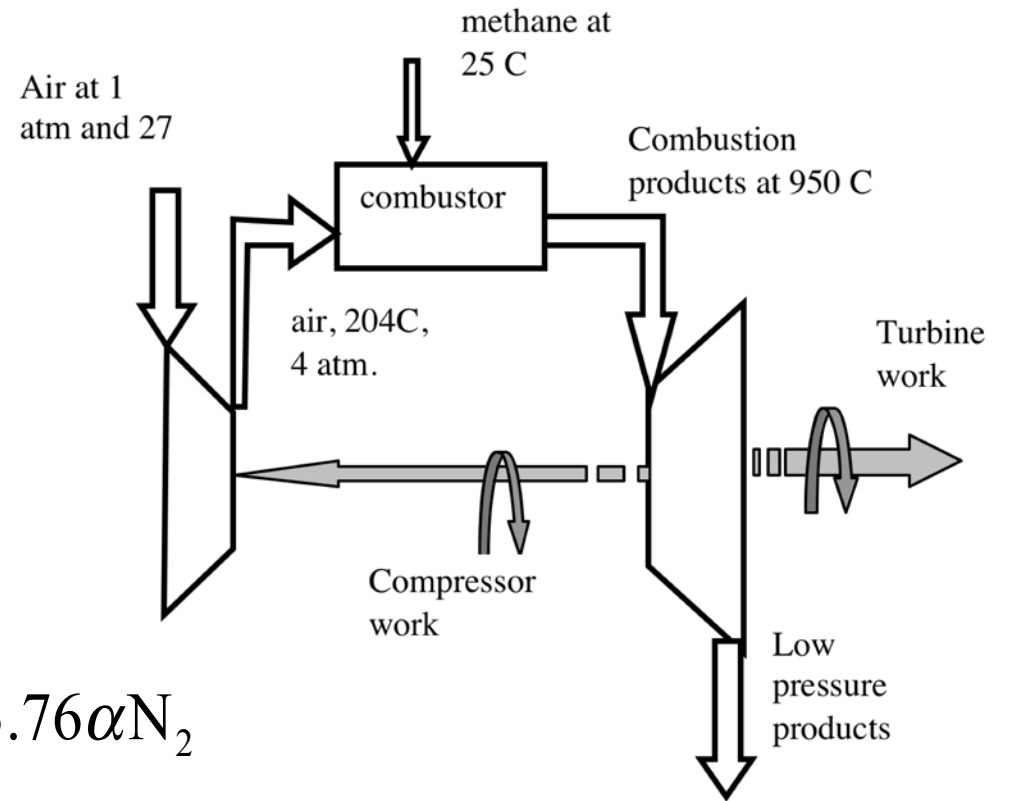 methane at
25 C
Air at 1
atm and 27
Combustion
products at 950 C
combustor
air, 204C,
4 atm.
Turbine
work
Compressor
work
Low
pressure
products
.76αN₂